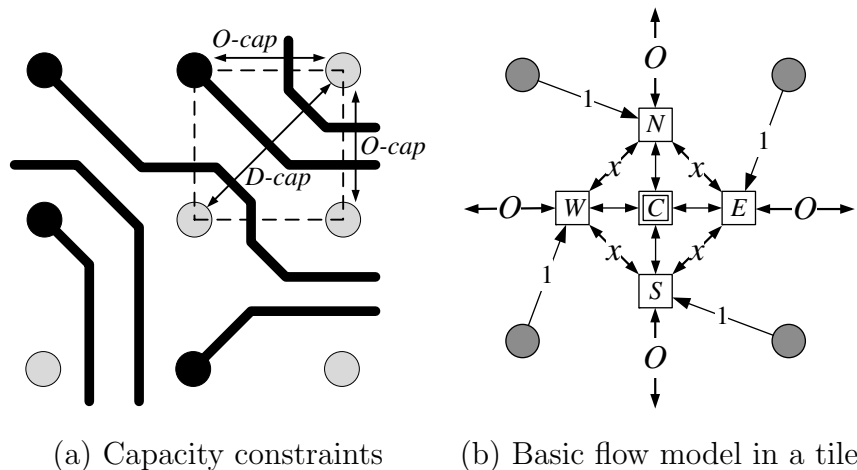 O-cap
O-cap
D-cap
O
1
1
N
x
x
O
W
C
E
O
x
x
1
S
1
O
(a) Capacity constraints
(b) Basic flow model in a tile